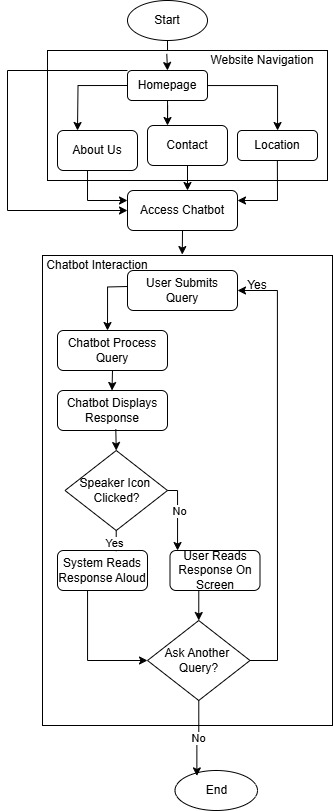 Start
Website Navigation
Homepage
About Us
Contact
Location
Access Chatbot
Chatbot Interaction
User Submits
Query
Yes
Chatbot Process
Query
Chatbot Displays
Response
Speaker Icon
Clicked?
No
Yes
System Reads
Response Aloud
User Reads
Response On
Screen
Ask Another
Query?
No
End